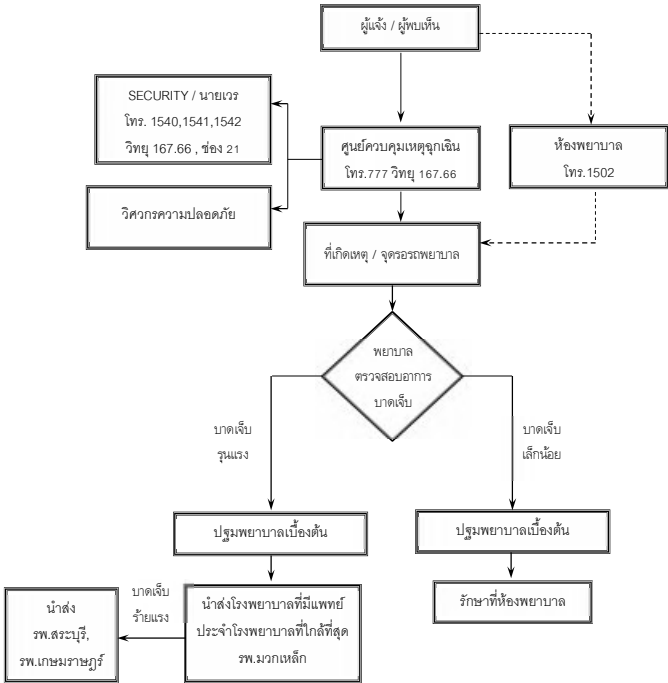 ผู้แจ้ง / ผู้พบเห็น
SECURITY / นายเวร
โทร. 1540,1541,1542
วิทยุ 167.66 , ช่อง 21
ศูนย์ควบคุมเหตุฉุกเฉิน
โทร.777 วิทยุ 167.66
ห้องพยาบาล
โทร.1502
วิศวกรความปลอดภัย
ที่เกิดเหตุ / จุดรอรถพยาบาล
พยาบาล
ตรวจสอบอาการ
บาดเจ็บ
บาดเจ็บ
รุนแรง
บาดเจ็บ
เล็กน้อย
ปฐมพยาบาลเบื้องต้น
ปฐมพยาบาลเบื้องต้น
นำส่ง
รพ.สระบุรี,
รพ.เกษมราษฎร์
บาดเจ็บ
ร้ายแรง
นำส่งโรงพยาบาลที่มีแพทย์
ประจำโรงพยาบาลที่ใกล้ที่สุด
รพ.มวกเหล็ก
รักษาที่ห้องพยาบาล